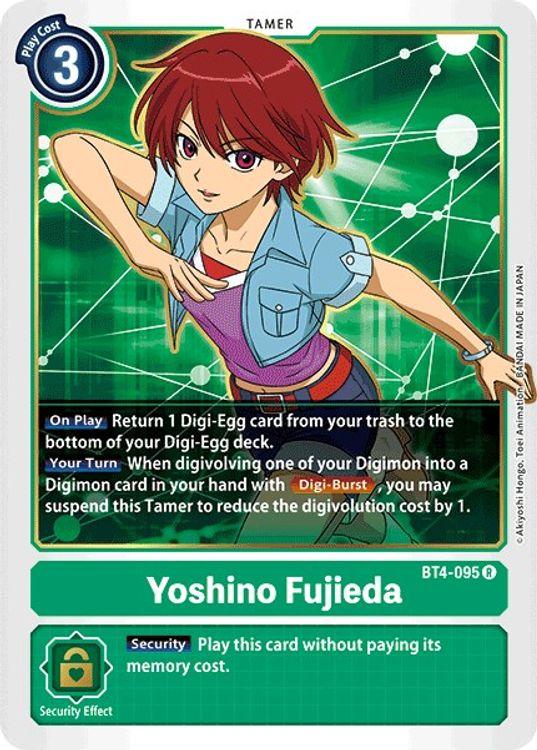 TAMER
Play Cost
3
On Play Return 1 Digi-Egg card from your trash to the
bottom of your Digi-Egg deck.
Your Turn When digivolving one of your Digimon into a
Digimon card in your hand with Digi-Burst, you may
suspend this Tamer to reduce the digivolution cost by 1.
©Akiyoshi Hongo, Toei Animation, BANDAI MADE IN JAPAN
BT4-095 R
Yoshino Fujieda
Security Play this card without paying its
memory cost.
Security Effect